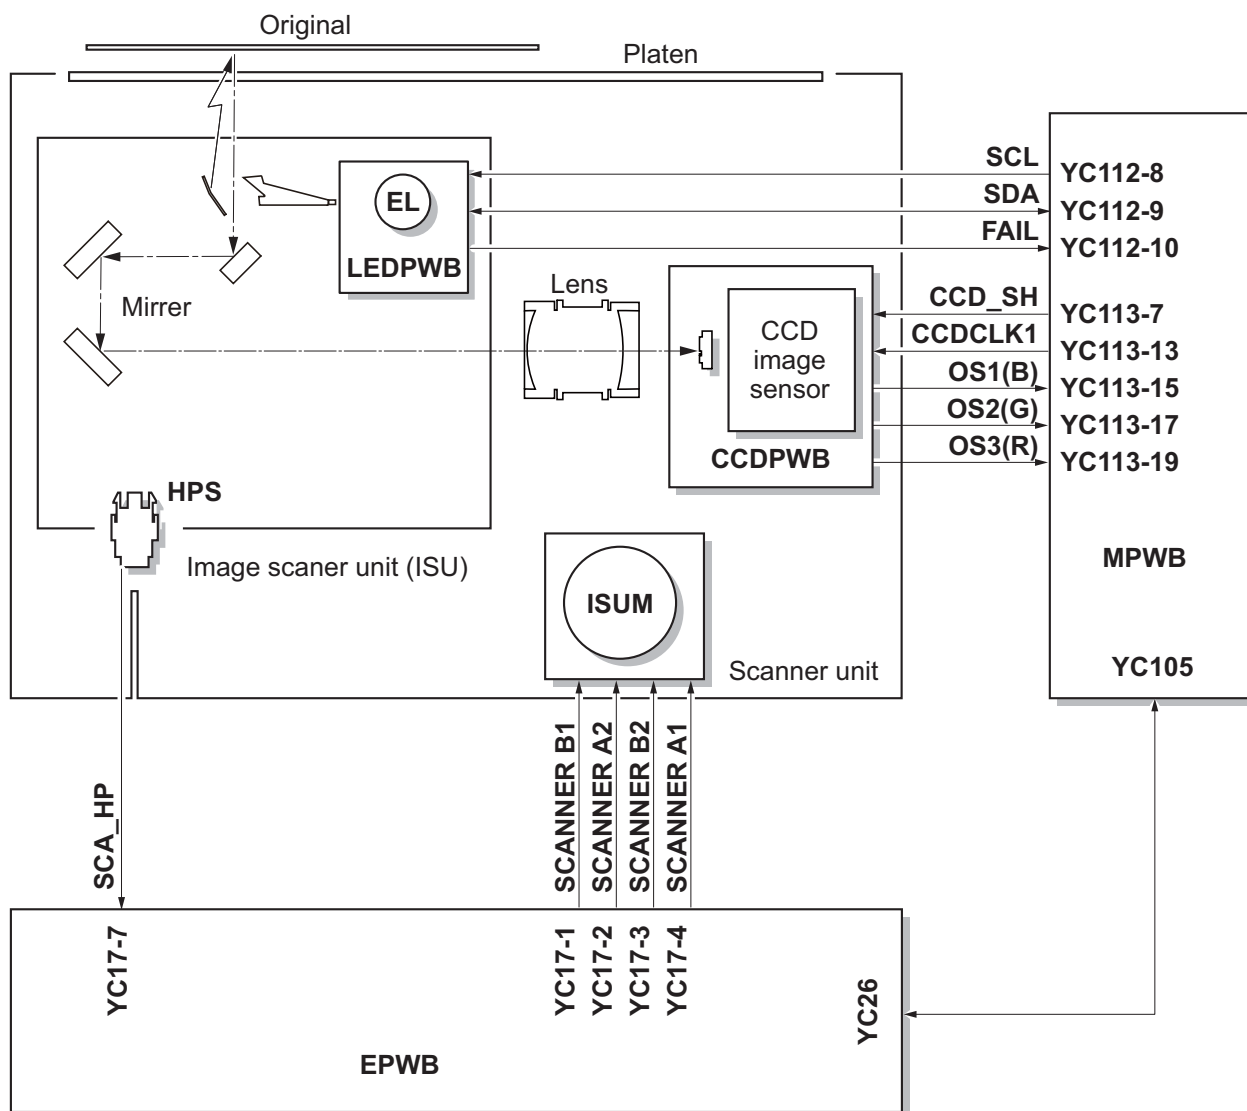 Original
Platen
SCL
YC112-8
SDA
YC112-9
EL
FAIL
YC112-10
LEDPWB
Lens
Mirrer
CCD_SH
YC113-7
CCD
image
sensor
CCDCLK1
YC113-13
OS1(B)
YC113-15
OS2(G)
YC113-17
OS3(R)
YC113-19
CCDPWB
HPS
Image scaner unit (ISU)
ISUM
MPWB
Scanner unit
YC105
SCA_HP
SCANNER B1
SCANNER A2
SCANNER B2
SCANNER A1
YC17-7
YC17-1
YC17-2
YC17-3
YC17-4
YC26
EPWB